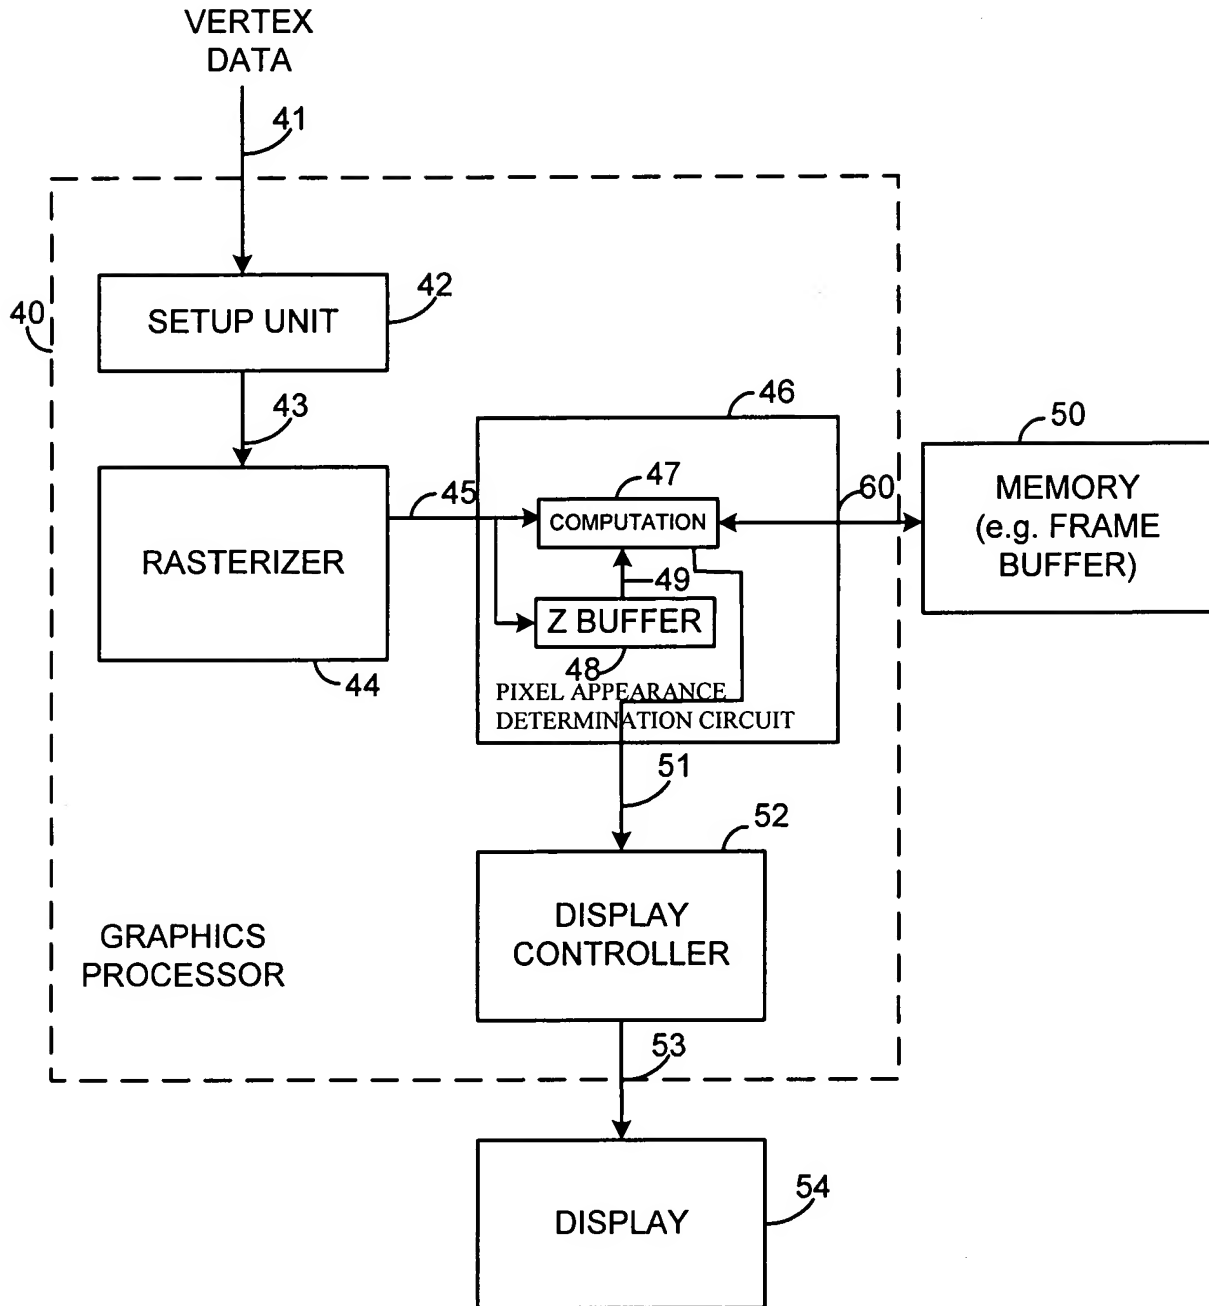 VERTEX
DATA
41
40
SETUP UNIT
42
43
RASTERIZER
44
45
46
47
COMPUTATION
49
Z BUFFER
48
PIXEL APPEARANCE
DETERMINATION CIRCUIT
60
50
MEMORY
(e.g. FRAME
BUFFER)
51
52
DISPLAY
CONTROLLER
GRAPHICS
PROCESSOR
53
DISPLAY
54